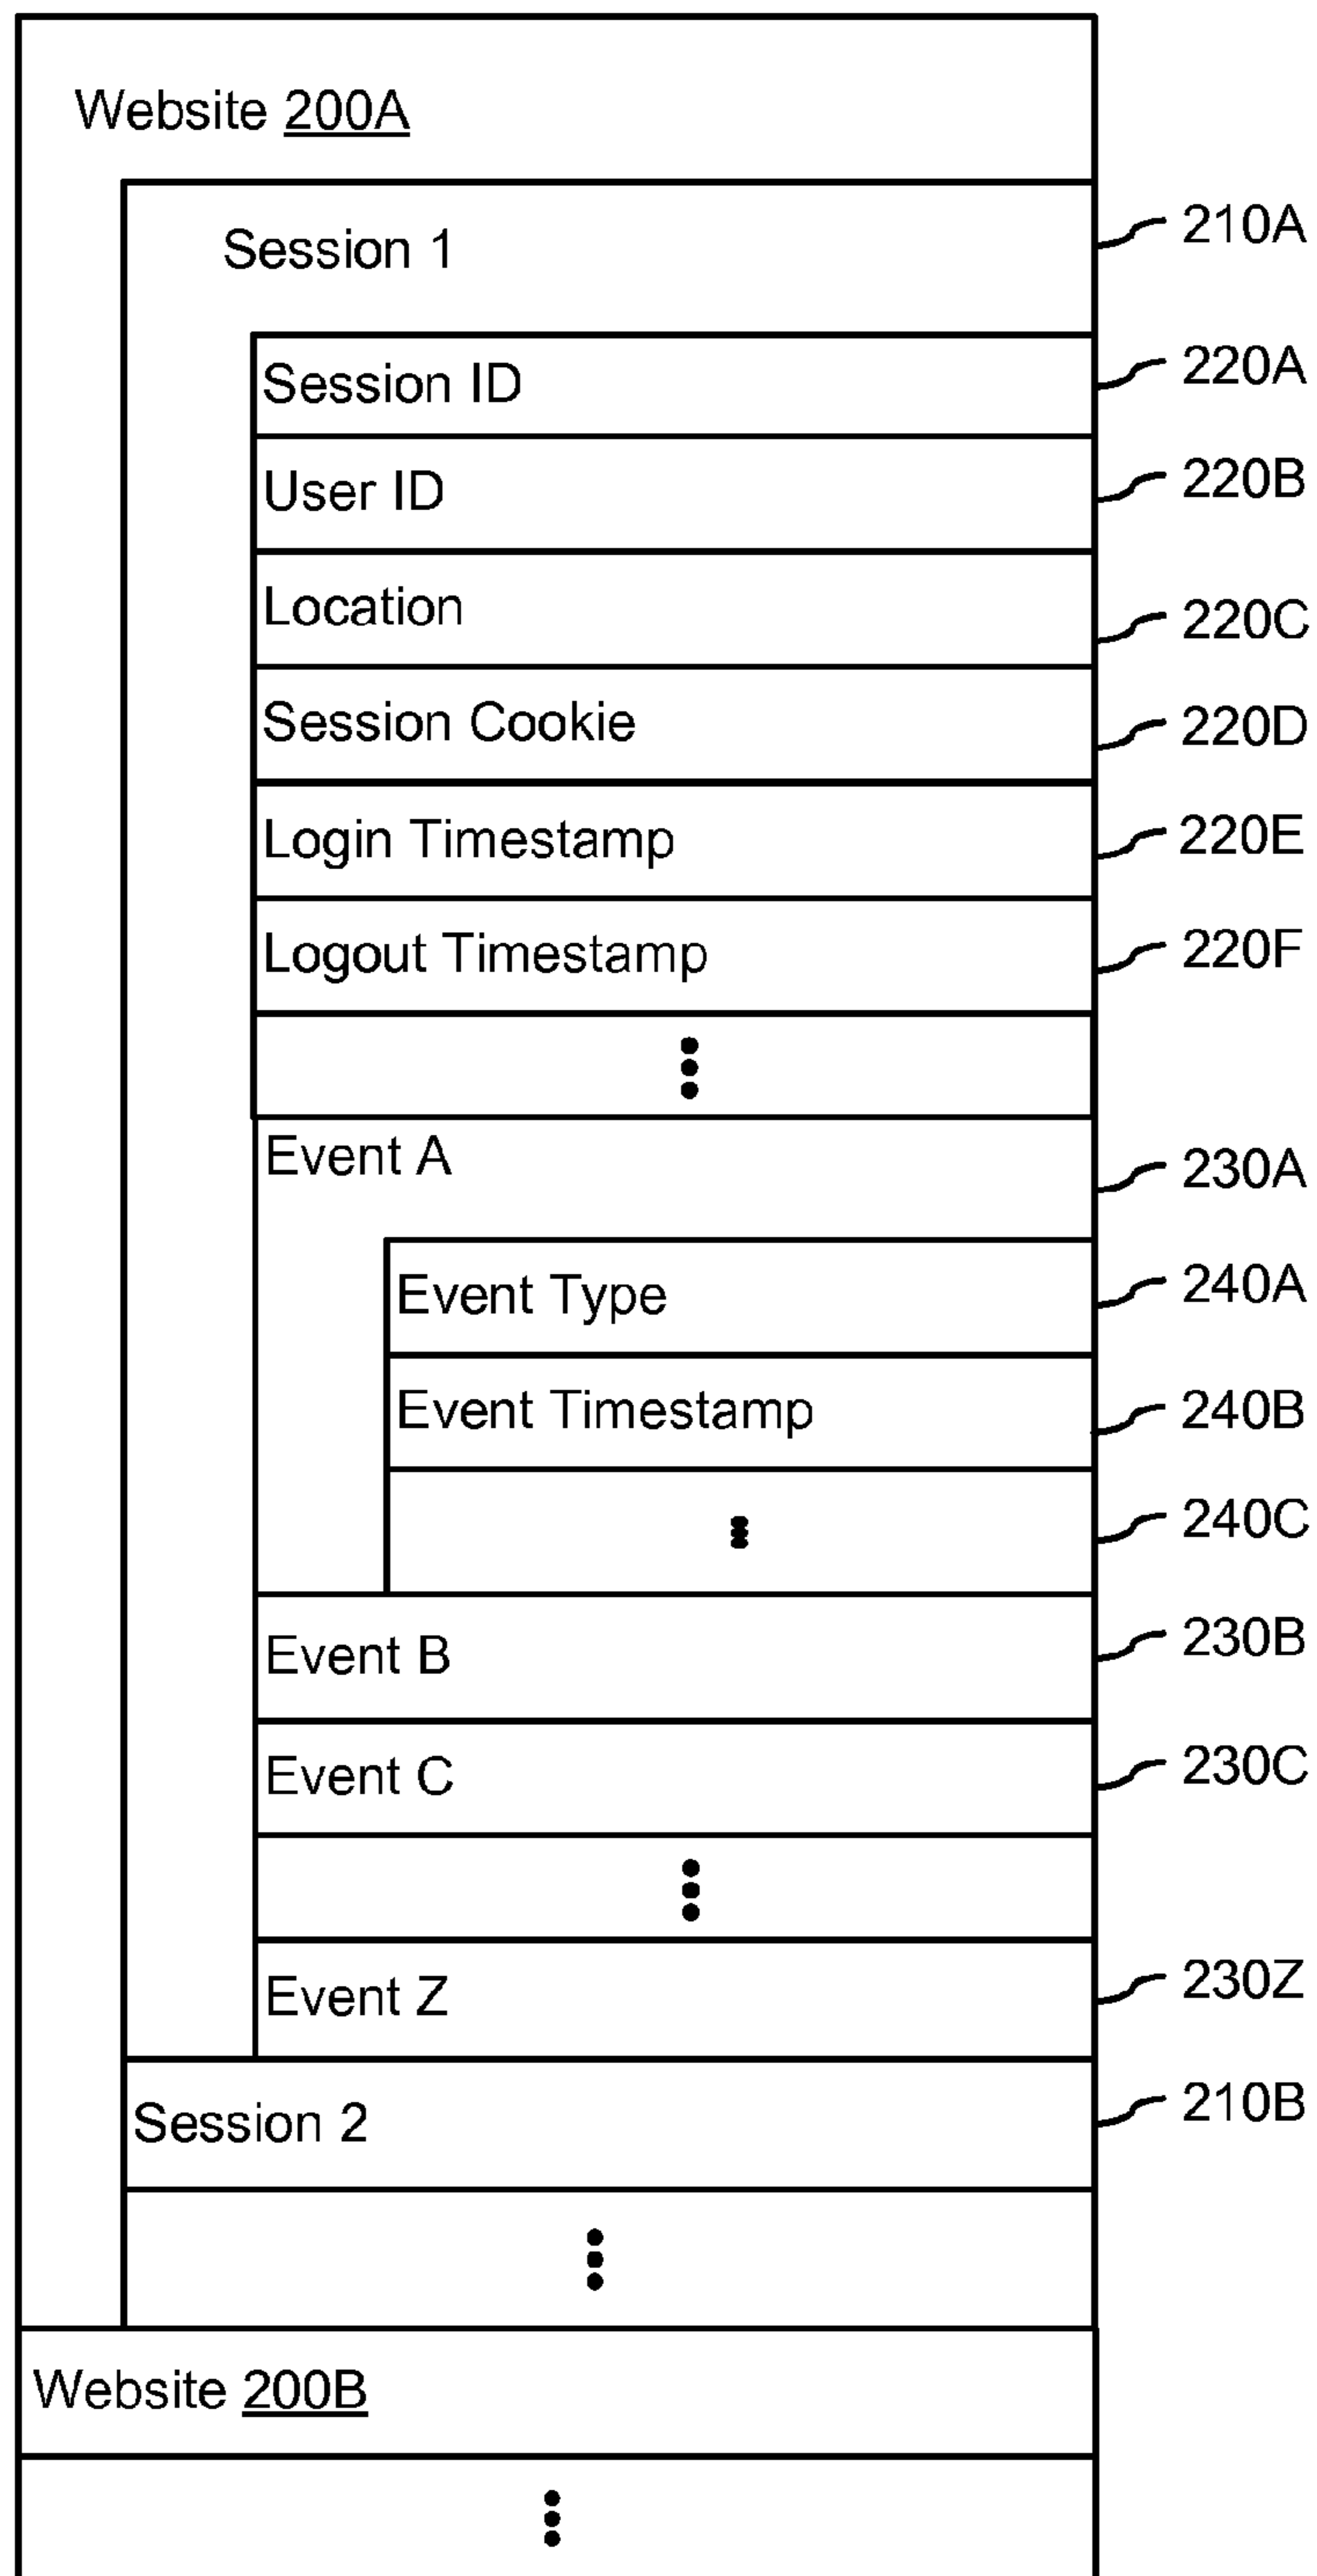 Website 200A
Session 1
210A
Session ID
220A
User ID
220B
Location
220C
Session Cookie
220D
Login Timestamp
220E
Logout Timestamp
220F
Event A
230A
Event Type
240A
Event Timestamp
240B
240C
Event B
230B
Event C
230C
Event Z
230Z
Session 2
210B
Website 200B